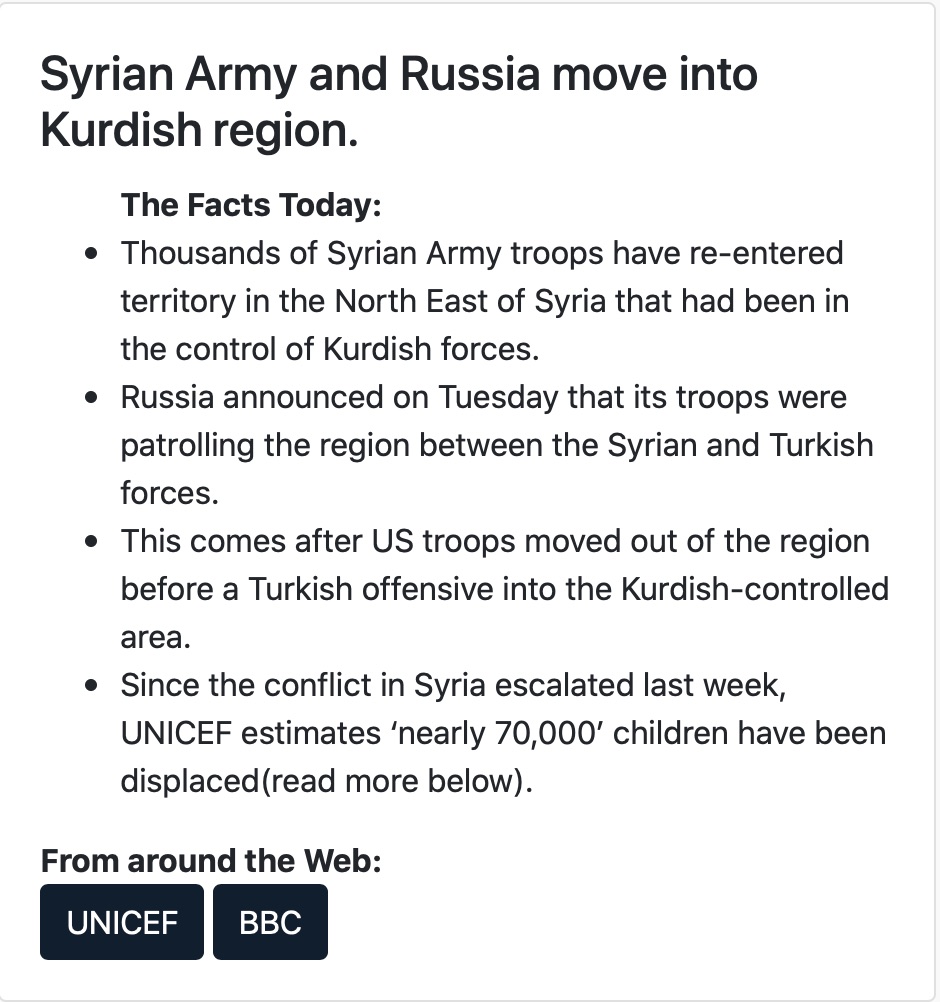 Syrian Army and Russia move into
Kurdish region.
The Facts Today:
• Thousands of Syrian Army troops have re-entered
territory in the North East of Syria that had been in
the control of Kurdish forces.
• Russia announced on Tuesday that its troops were
patrolling the region between the Syrian and Turkish
forces.
• This comes after US troops moved out of the region
before a Turkish offensive into the Kurdish-controlled
area.
• Since the conflict in Syria escalated last week,
UNICEF estimates ‘nearly 70,000’ children have been
displaced(read more below).
From around the Web:
UNICEF BBC